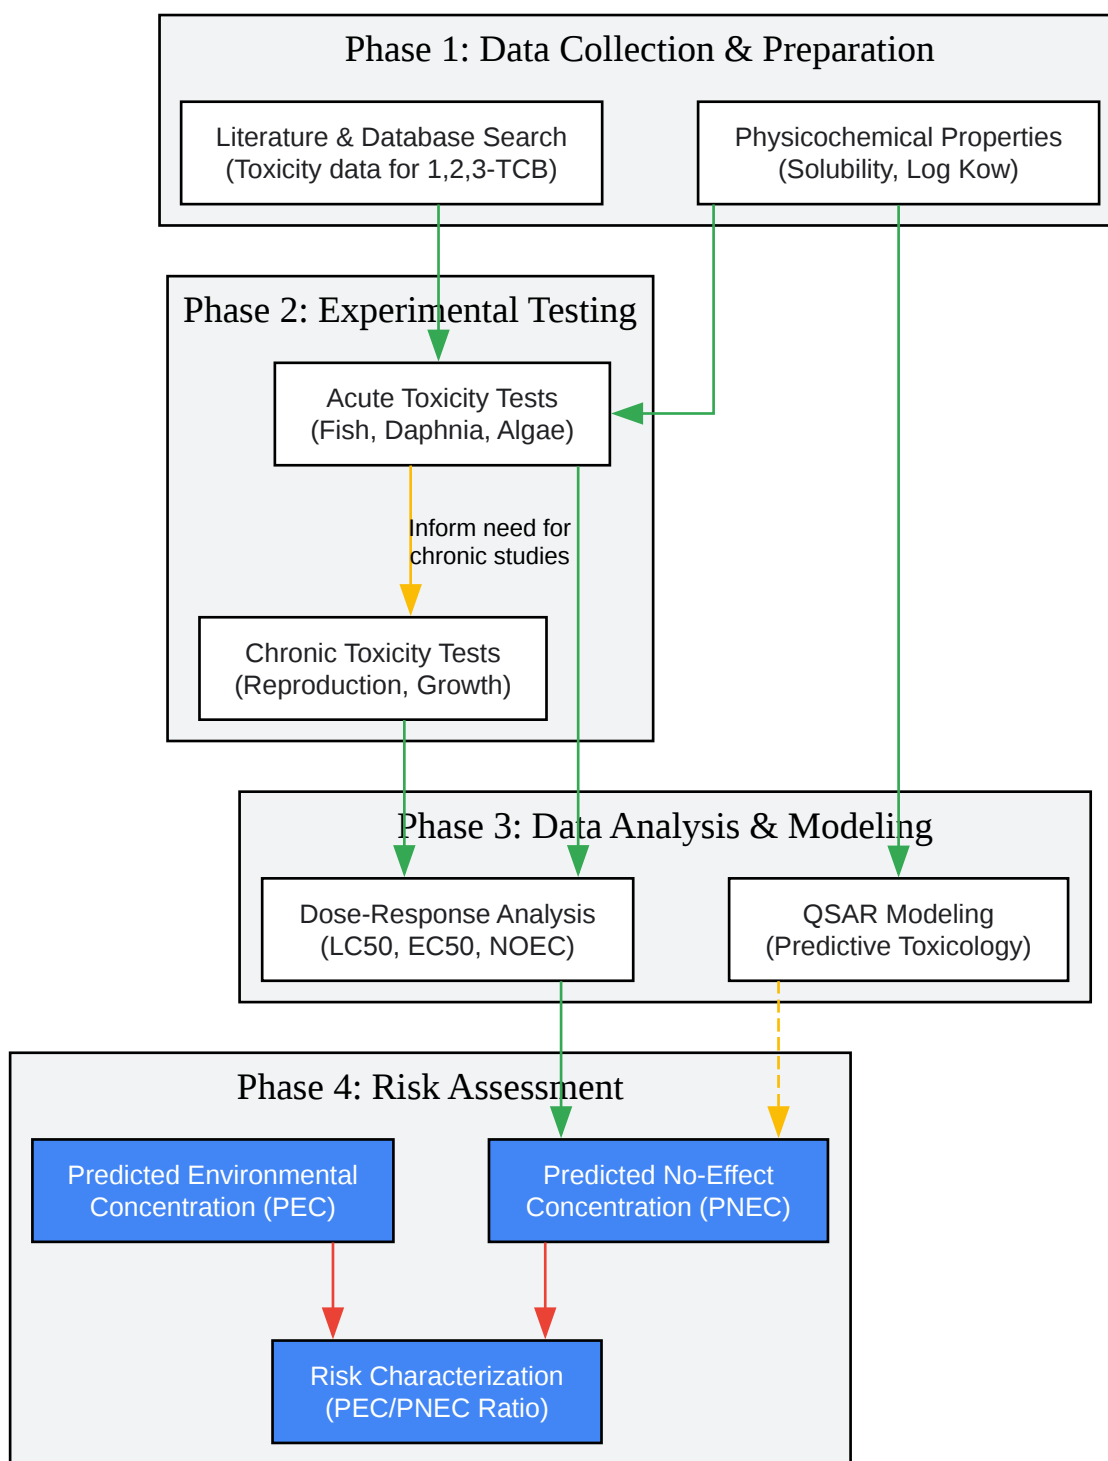 Phase 1: Data Collection & Preparation
Literature & Database Search
(Toxicity data for 1,2,3-TCB)
Physicochemical Properties
(Solubility, Log Kow)
Phase 2: Experimental Testing
Acute Toxicity Tests
(Fish, Daphnia, Algae)
Inform need for
chronic studies
Chronic Toxicity Tests
(Reproduction, Growth)
Phase 3: Data Analysis & Modeling
Dose-Response Analysis
(LC50, EC50, NOEC)
QSAR Modeling
(Predictive Toxicology)
Phase 4: Risk Assessment
Predicted Environmental
Concentration (PEC)
Predicted No-Effect
Concentration (PNEC)
Risk Characterization
(PEC/PNEC Ratio)